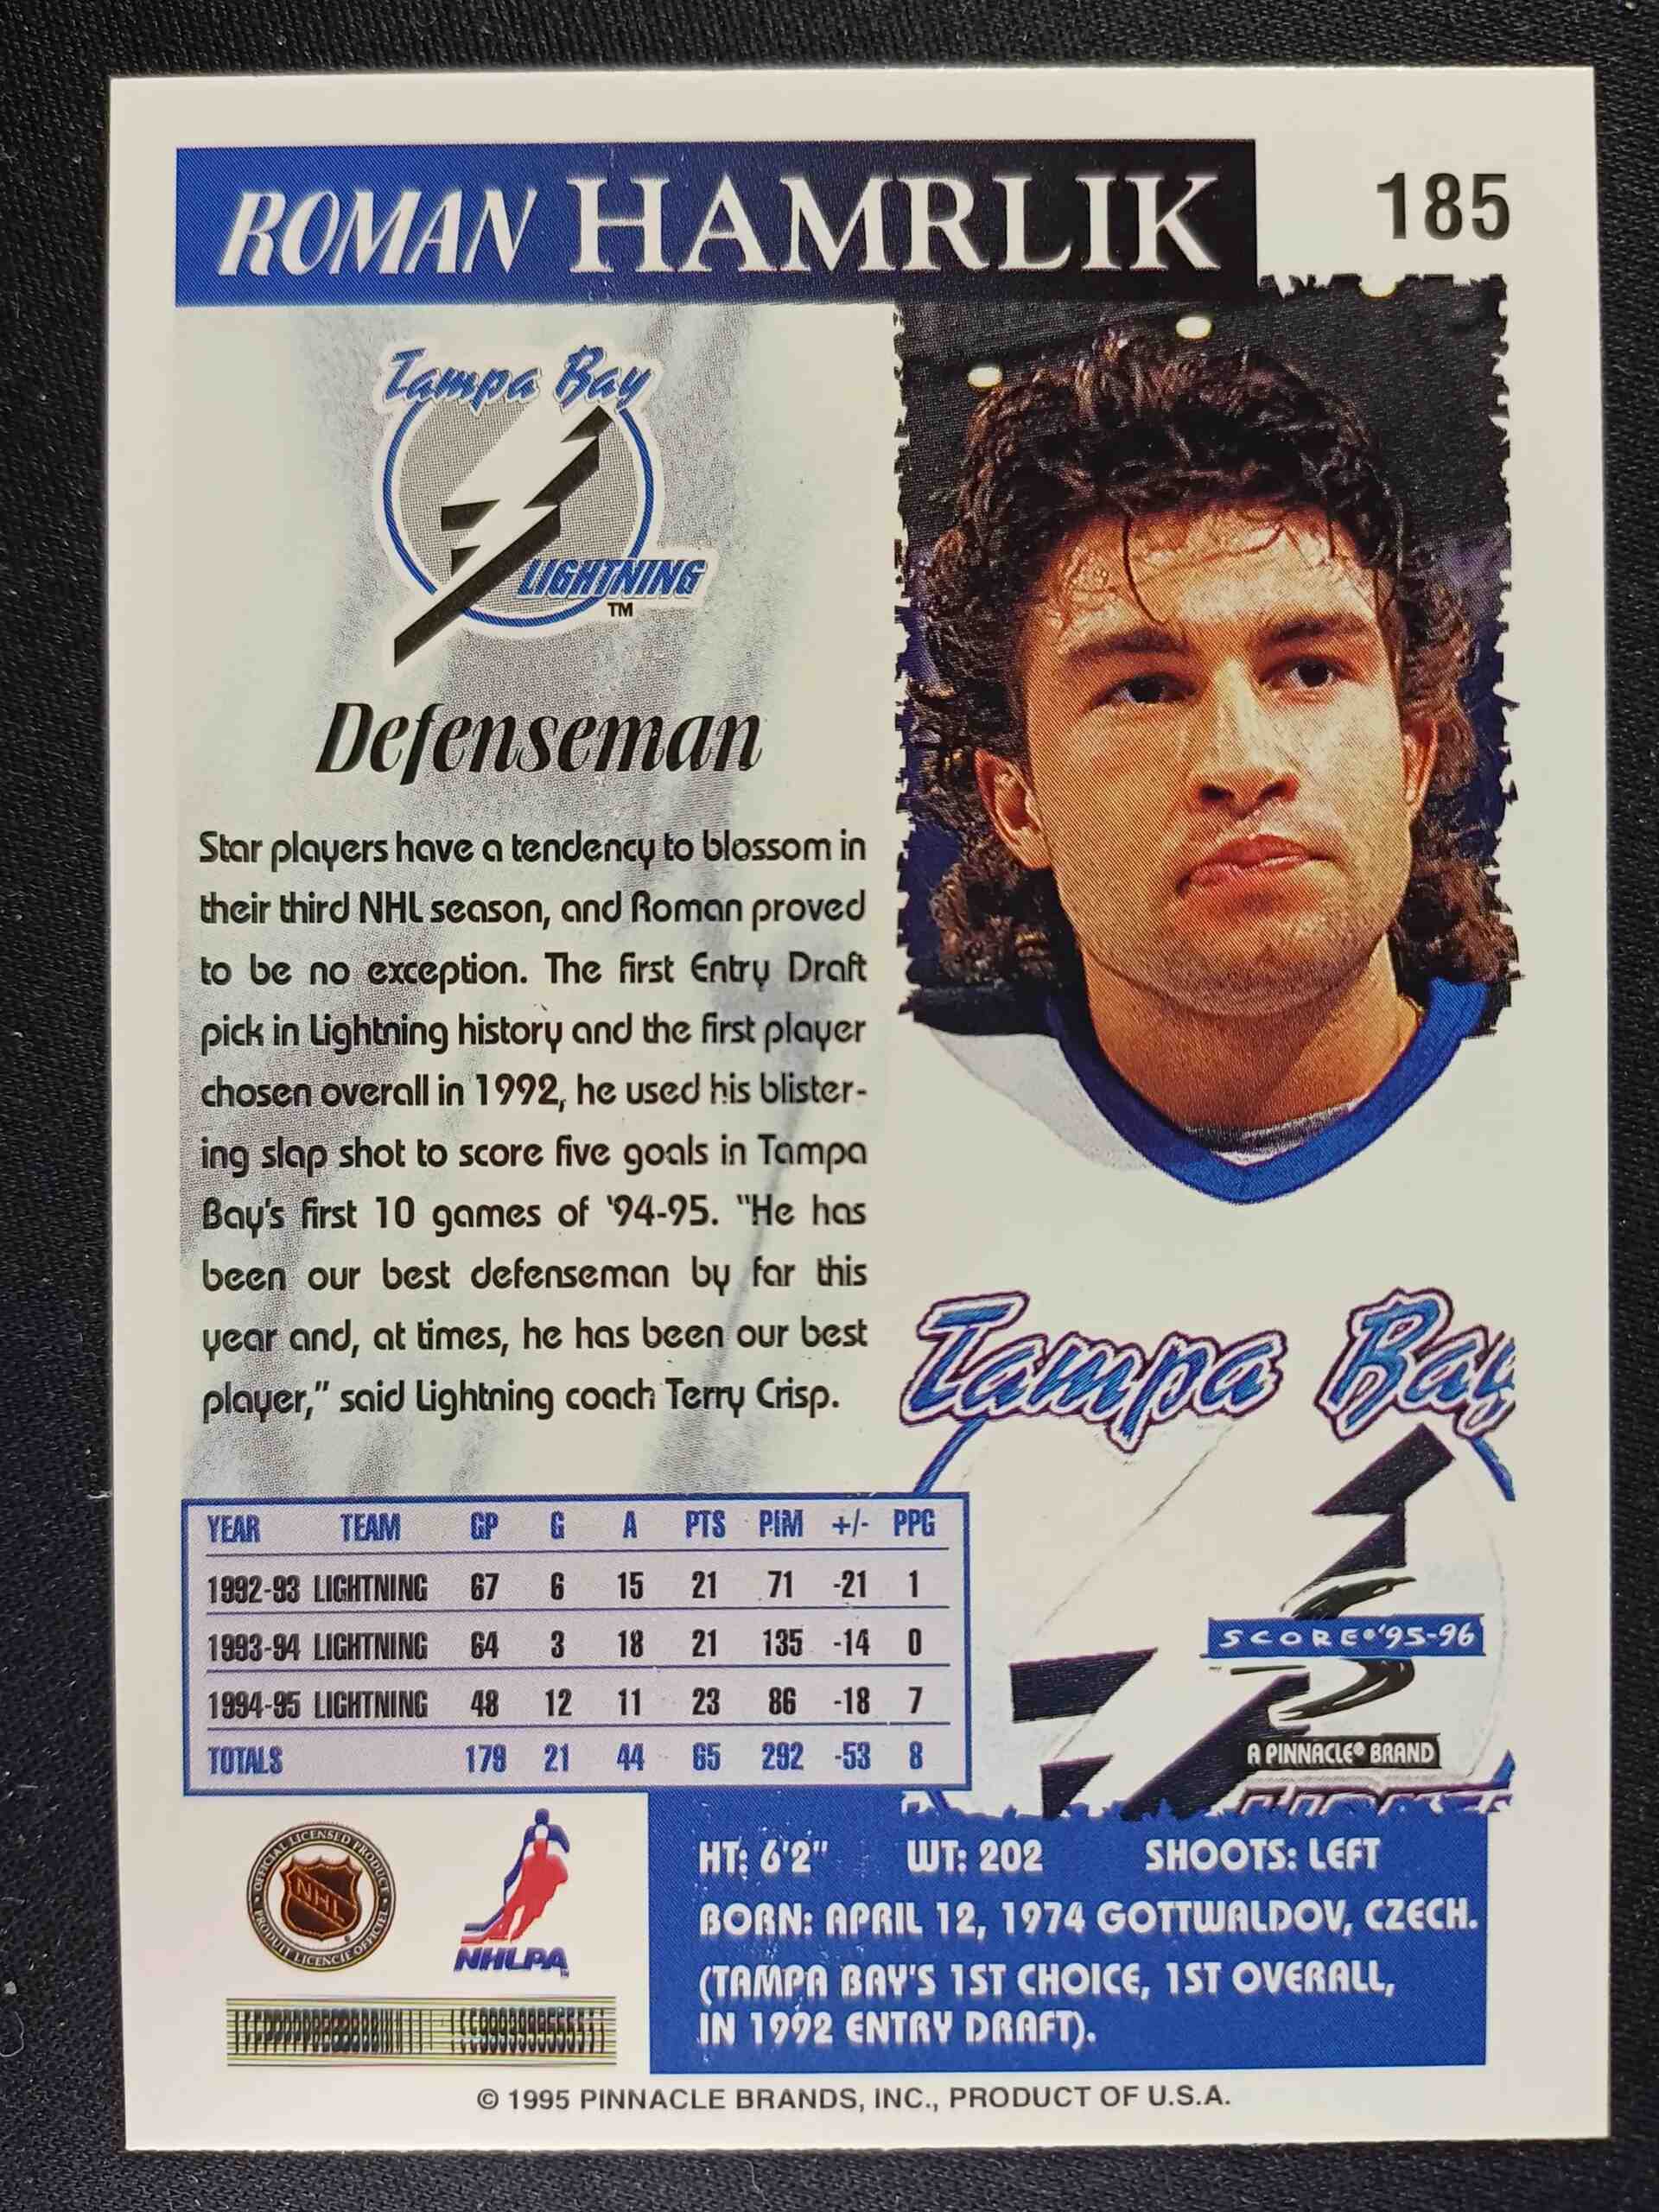 ROMAN HAMRLIK
185
Tampa Bay
LIGHTNING
TM
Defenseman
Star players have a tendency to blossom in
their third NHL season, and Roman proved
to be no exception. The first Entry Draft
pick in Lightning history and the first player
chosen overall in 1992, he used his blister-
ing slap shot to score five goals in Tampa
Bay's first 10 games of '94-95. "He has
been our best defenseman by far this
year and, at times, he has been our best
player," said Lightning coach Terry Crisp.
Tampa Bay
YEAR TEAM GP G A PTS PIM +/- PPG
1992-93 LIGHTNING 67 6 15 21 71 -21 1
1993-94 LIGHTNING 64 3 18 21 135 -14 0
1994-95 LIGHTNING 48 12 11 23 86 -18 7
TOTALS 179 21 44 65 292 -53 8
SCORE®'95-96
A PINNACLE® BRAND
OFFICIAL LICENSED PRODUCT
NHL
PRODUIT LICENCIE OFFICIEL
NHLPA
HT: 6'2" WT: 202 SHOOTS: LEFT
BORN: APRIL 12, 1974 GOTTWALDOV, CZECH.
(TAMPA BAY'S 1ST CHOICE, 1ST OVERALL,
IN 1992 ENTRY DRAFT).
© 1995 PINNACLE BRANDS, INC., PRODUCT OF U.S.A.